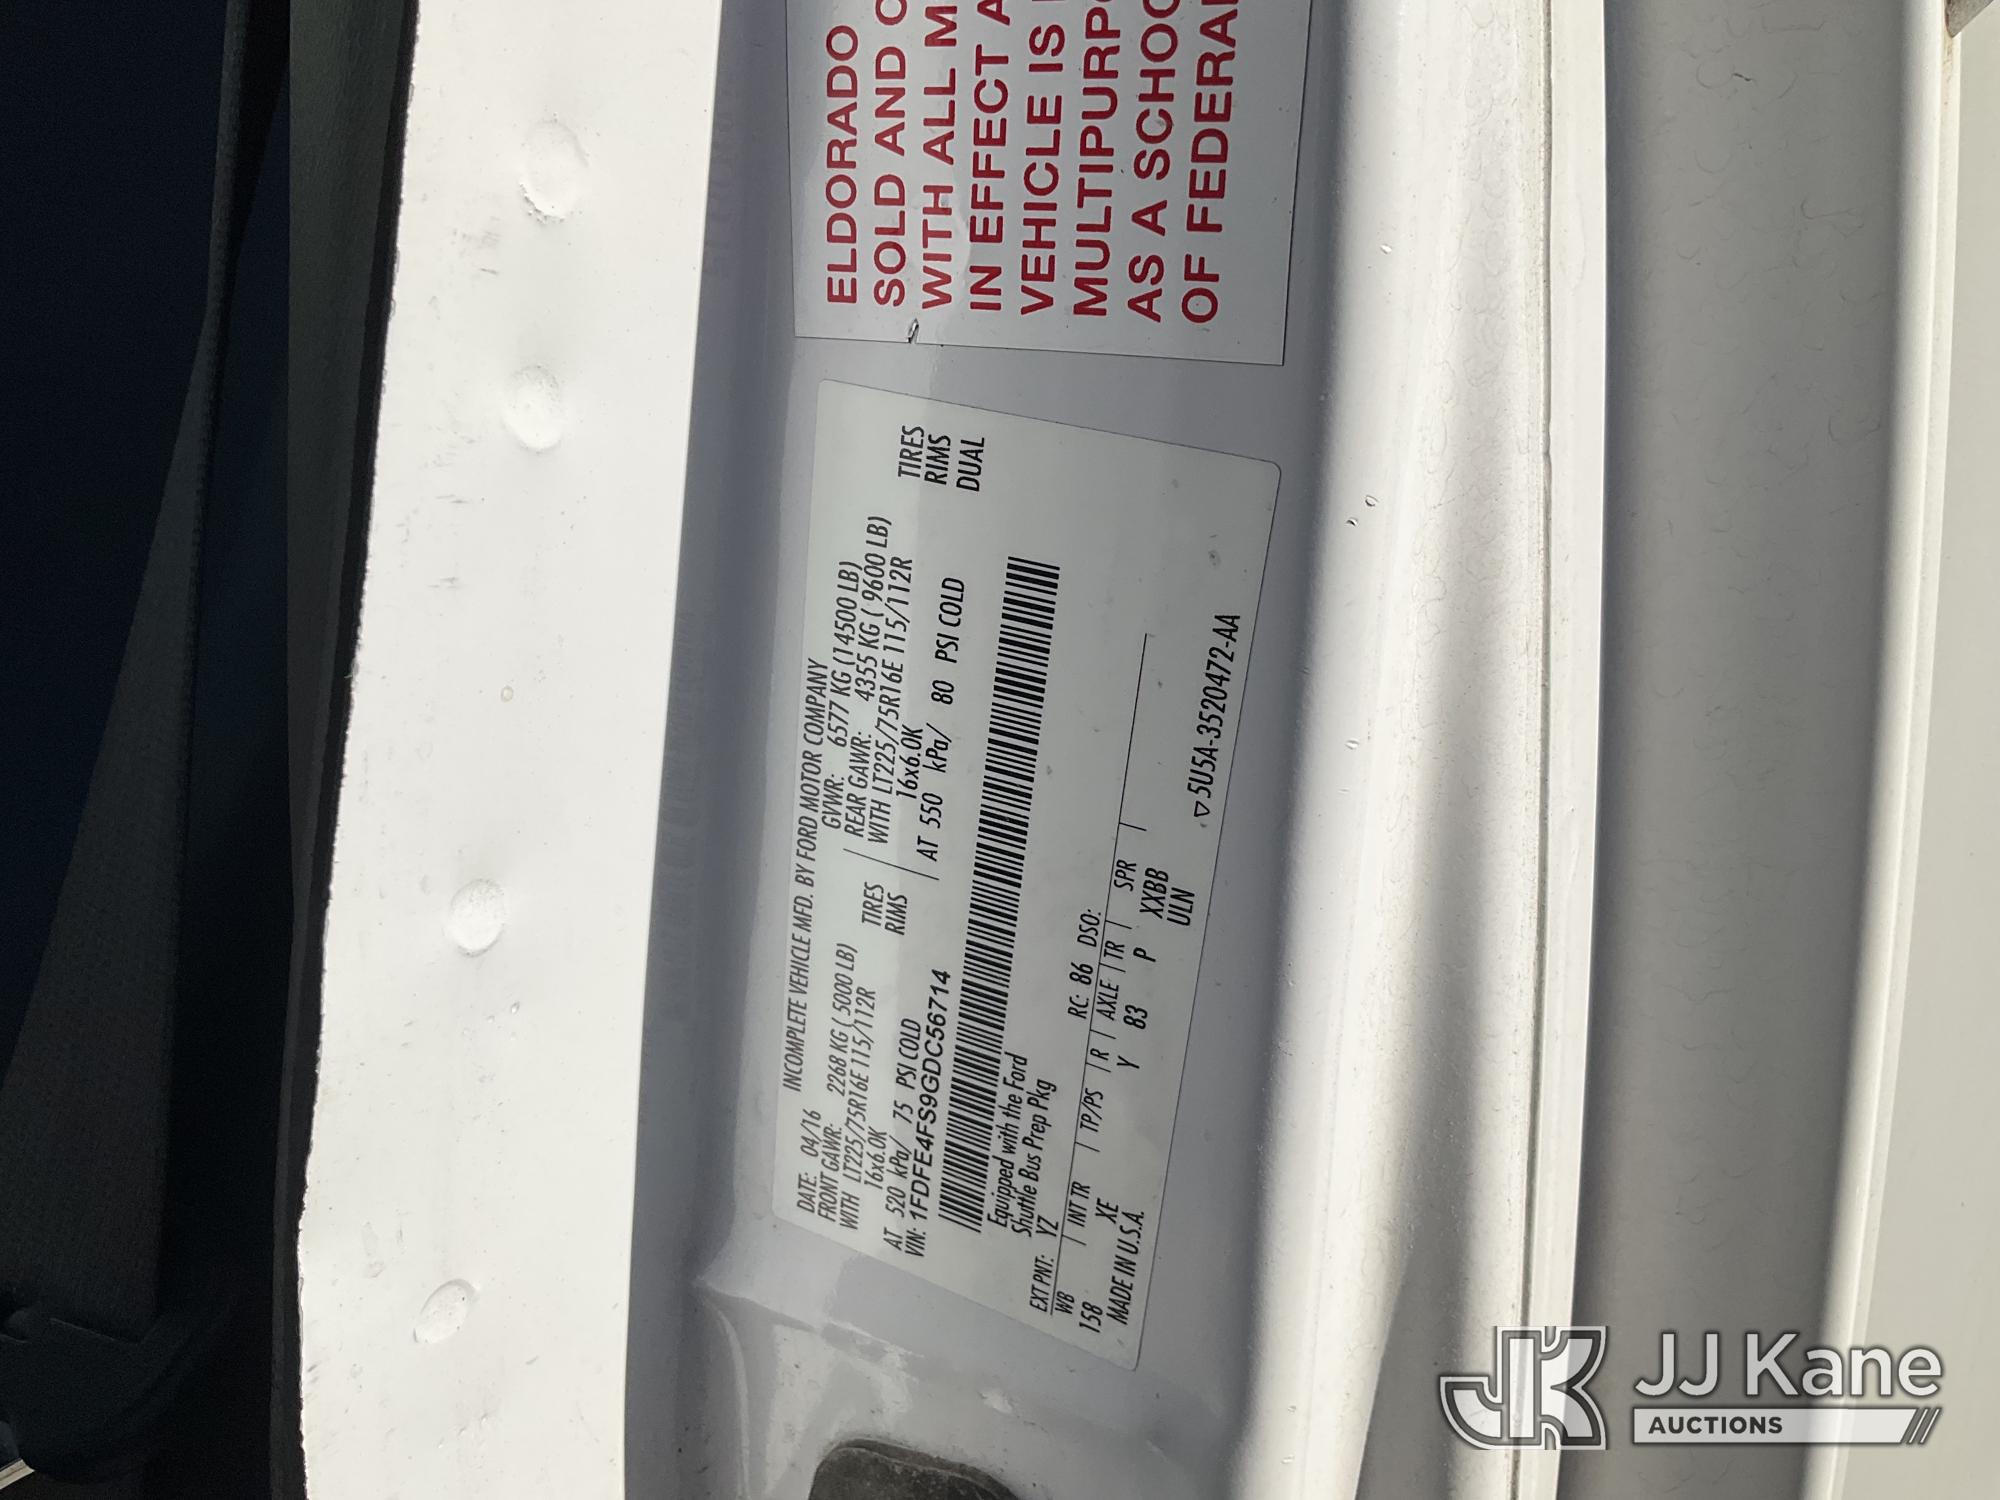 DATE: 04/16 INCOMPLETE VEHICLE MFD. BY FORD MOTOR COMPANY
FRONT GAWR: 2268 KG ( 5000 LB) GVWR: 6577 KG (14500 LB)
WITH LT225/75R16E 115/112R TIRES REAR GAWR: 4355 KG ( 9600 LB)
16x6.0K RIMS WITH LT225/75R16E 115/112R TIRES
AT 520 kPa/ 75 PSI COLD 16x6.0K RIMS
VIN: 1FDFE4FS9GDC56714 AT 550 kPa/ 80 PSI COLD DUAL
Equipped with the Ford
Shuttle Bus Prep Pkg
EXT PNT: YZ RC: 86 DSO:
WB INT TR TP/PS R AXLE TR SPR
158 XE Y 83 P XXBB
MADE IN U.S.A. ULN
5U5A-3520472-AA
ELDORADO
SOLD AND
WITH ALL
IN EFFECT
VEHICLE IS
AS A
OF
JJ Kane
AUCTIONS